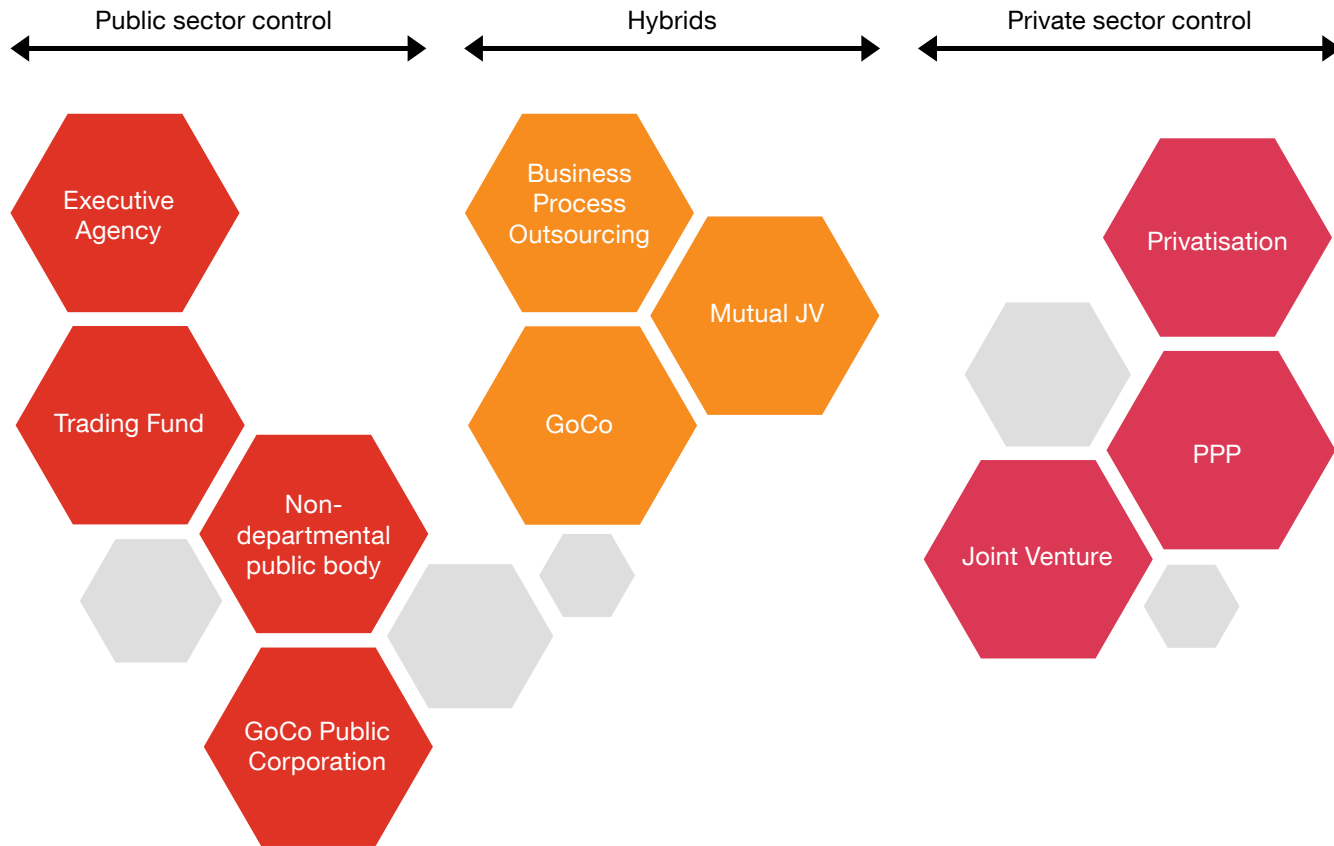 Public sector control
Hybrids
Private sector control
Executive
Agency
Trading Fund
Non-
departmental
public body
GoCo Public
Corporation
Business
Process
Outsourcing
Mutual JV
GoCo
Privatisation
PPP
Joint Venture